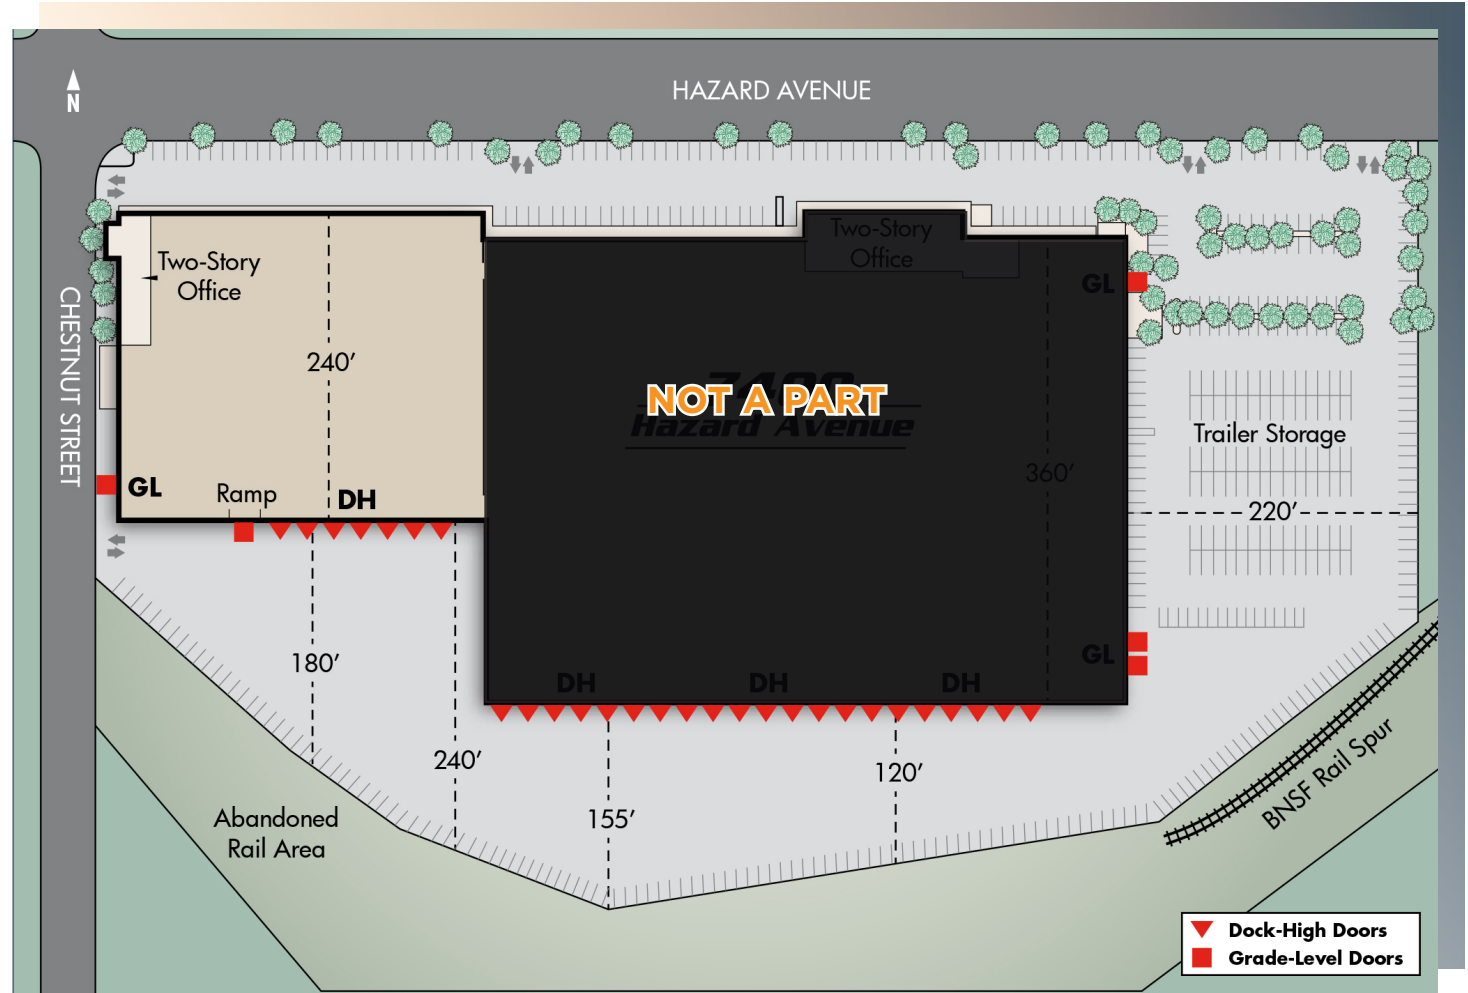 HAZARD AVENUE
N
Two-Story
Office
Two-Story
Office
GL
240’
7400
NOT A PART
Hazard Avenue
CHESTNUT STREET
Trailer Storage
360’
GL
Ramp
DH
220’
180’
GL
DH
DH
DH
240’
120’
155’
BNSF Rail Spur
Abandoned
Rail Area
Dock-High Doors
Grade-Level Doors